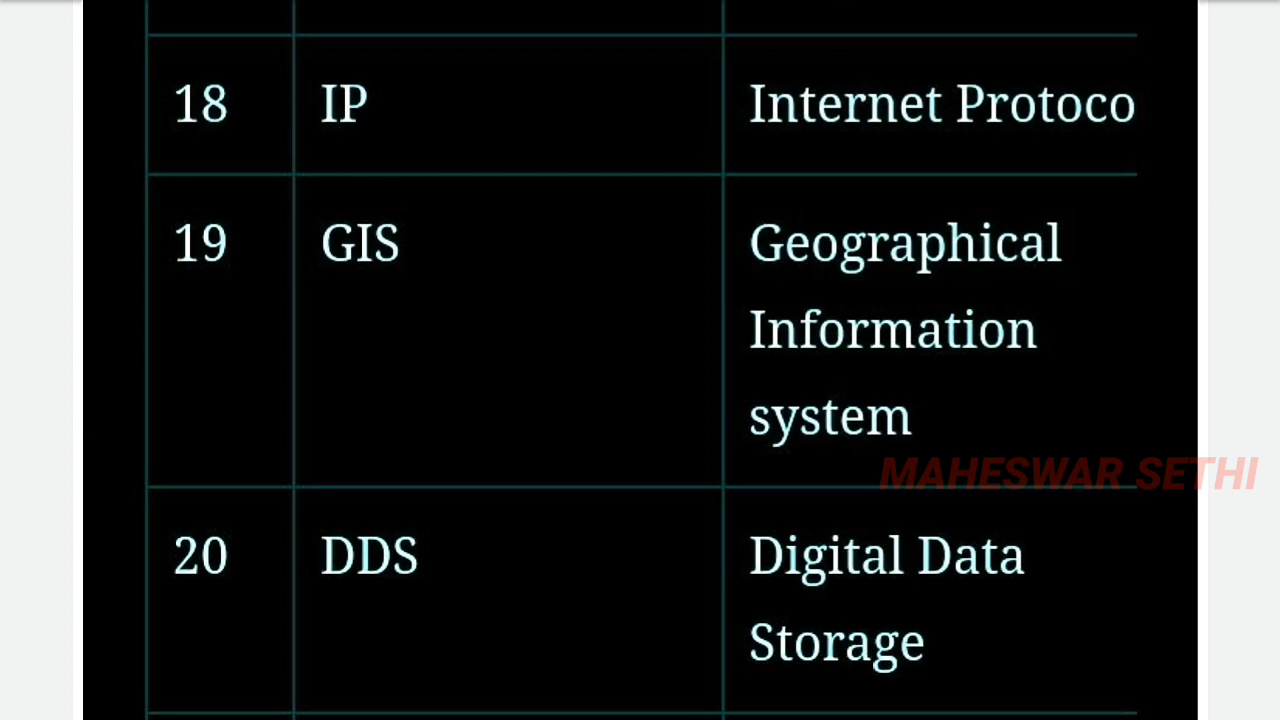 18 IP Internet Protoco
19 GIS Geographical
Information
system
MAHESWAR SETHI
20 DDS Digital Data
Storage